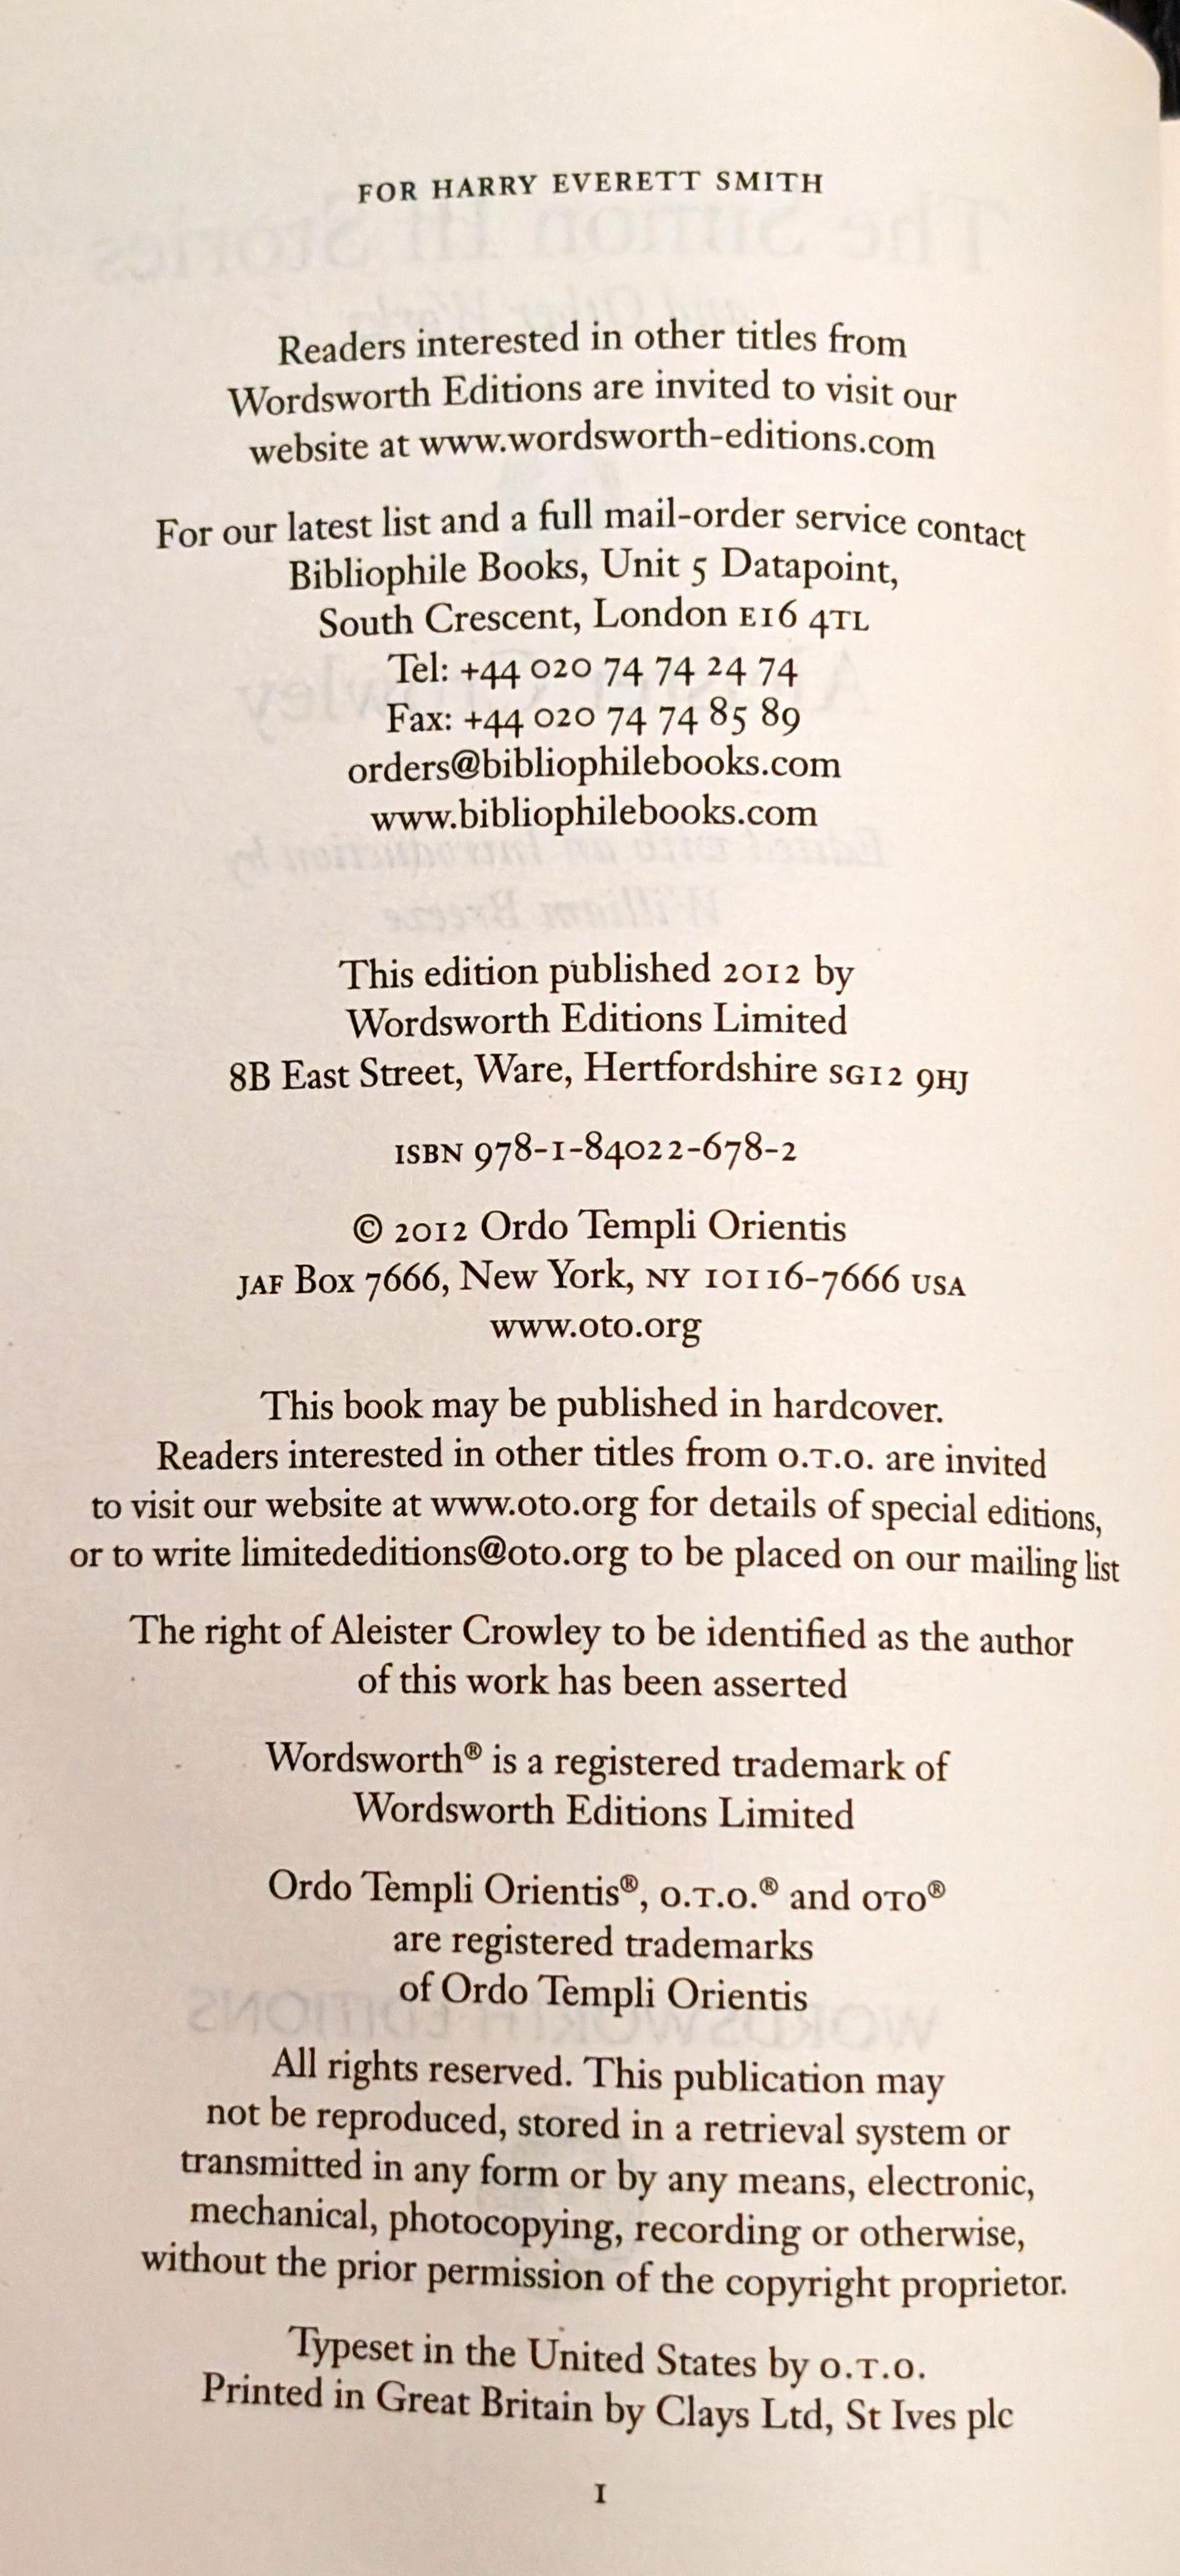 FOR HARRY EVERETT SMITH
Readers interested in other titles from
Wordsworth Editions are invited to visit our
website at www.wordsworth-editions.com
For our latest list and a full mail-order service contact
Bibliophile Books, Unit 5 Datapoint,
South Crescent, London E16 4TL
Tel: +44 020 74 74 24 74
Fax: +44 020 74 74 85 89
orders@bibliophilebooks.com
www.bibliophilebooks.com
This edition published 2012 by
Wordsworth Editions Limited
8B East Street, Ware, Hertfordshire SG12 9HJ
ISBN 978-1-84022-678-2
© 2012 Ordo Templi Orientis
JAF Box 7666, New York, NY 10116-7666 USA
www.oto.org
This book may be published in hardcover.
Readers interested in other titles from O.T.O. are invited
to visit our website at www.oto.org for details of special editions,
or to write limitededitions@oto.org to be placed on our mailing list
The right of Aleister Crowley to be identified as the author
of this work has been asserted
Wordsworth® is a registered trademark of
Wordsworth Editions Limited
Ordo Templi Orientis®, O.T.O.® and OTO®
are registered trademarks
of Ordo Templi Orientis
All rights reserved. This publication may
not be reproduced, stored in a retrieval system or
transmitted in any form or by any means, electronic,
mechanical, photocopying, recording or otherwise,
without the prior permission of the copyright proprietor.
Typeset in the United States by O.T.O.
Printed in Great Britain by Clays Ltd, St Ives plc
1